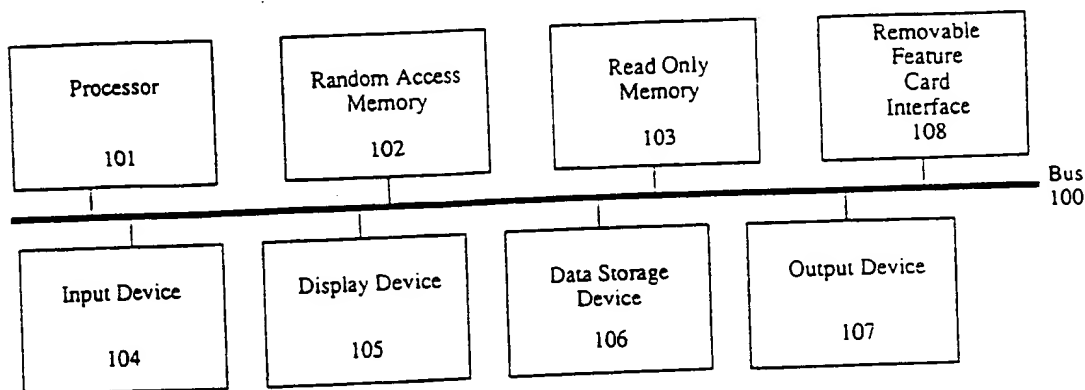 Processor
101
Random Access
Memory
102
Read Only
Memory
103
Removable
Feature
Card
Interface
108
Bus
100
Input Device
104
Display Device
105
Data Storage
Device
106
Output Device
107